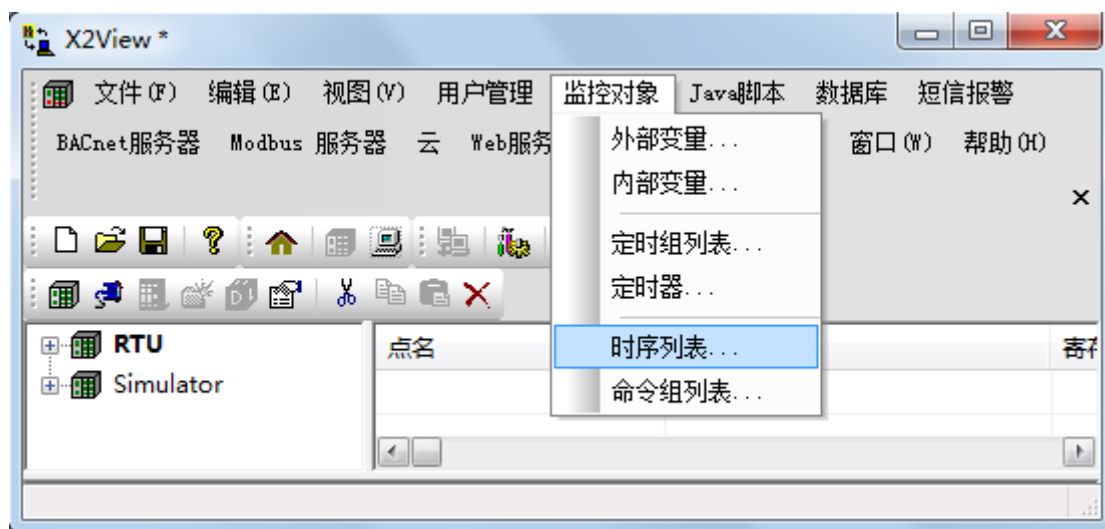 X2View *
文件(F) 编辑(E) 视图(V) 用户管理 监控对象 Java脚本 数据库 短信报警
BACnet服务器 Modbus 服务器 云 Web服务 窗口(W) 帮助(H)
外部变量...
内部变量...
定时组列表...
定时器...
时序列表...
命令组列表...
RTU
Simulator
点名